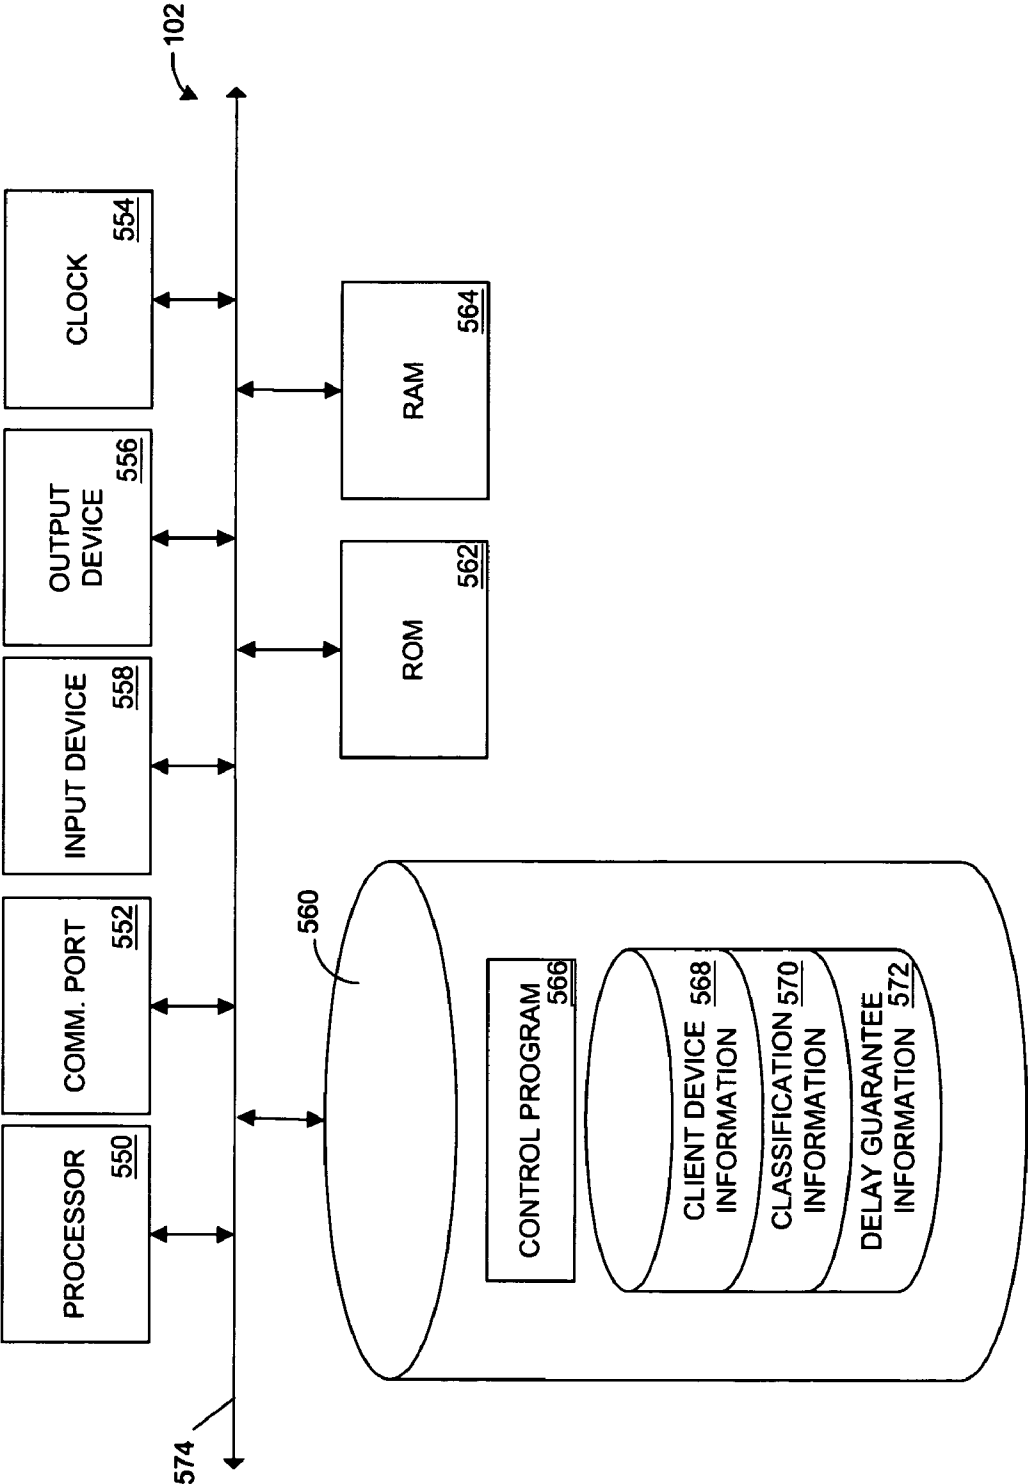 102
PROCESSOR
550
COMM. PORT
552
INPUT DEVICE
558
OUTPUT
DEVICE
556
CLOCK
554
574
560
ROM
562
RAM
564
CONTROL PROGRAM
566
CLIENT DEVICE 568
INFORMATION
CLASSIFICATION 570
INFORMATION
DELAY GUARANTEE
INFORMATION 572